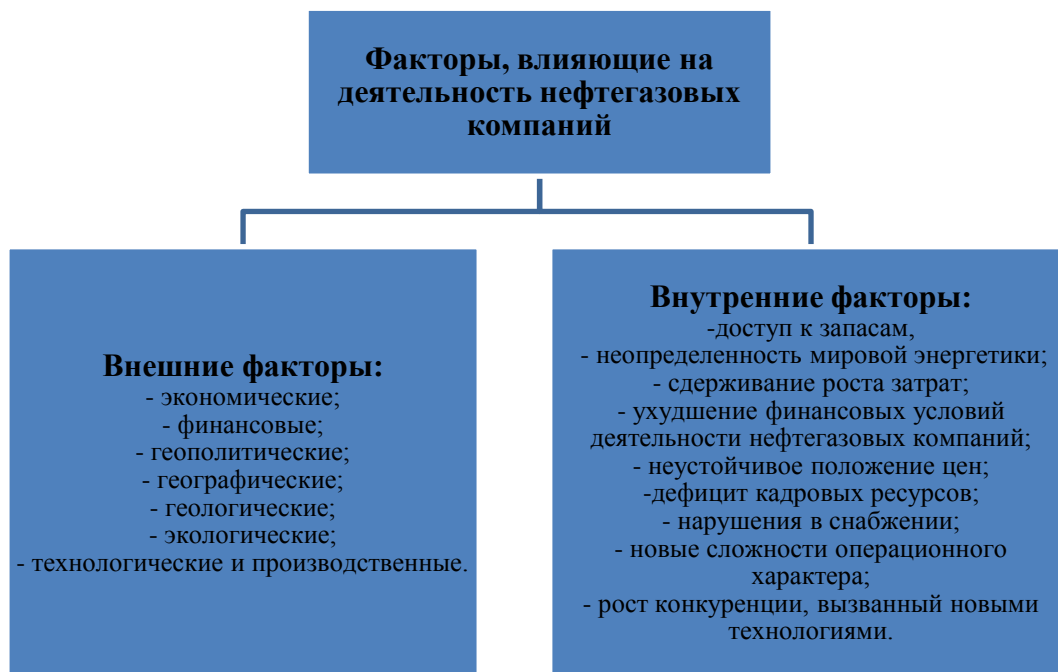 Факторы, влияющие на
деятельность нефтегазовых
компаний
Внешние факторы:
- экономические;
- финансовые;
- геополитические;
- географические;
- геологические;
- экологические;
- технологические и производственные.
Внутренние факторы:
-доступ к запасам,
- неопределенность мировой энергетики;
- сдерживание роста затрат;
- ухудшение финансовых условий
деятельности нефтегазовых компаний;
- неустойчивое положение цен;
-дефицит кадровых ресурсов;
- нарушения в снабжении;
- новые сложности операционного
характера;
- рост конкуренции, вызванный новыми
технологиями.